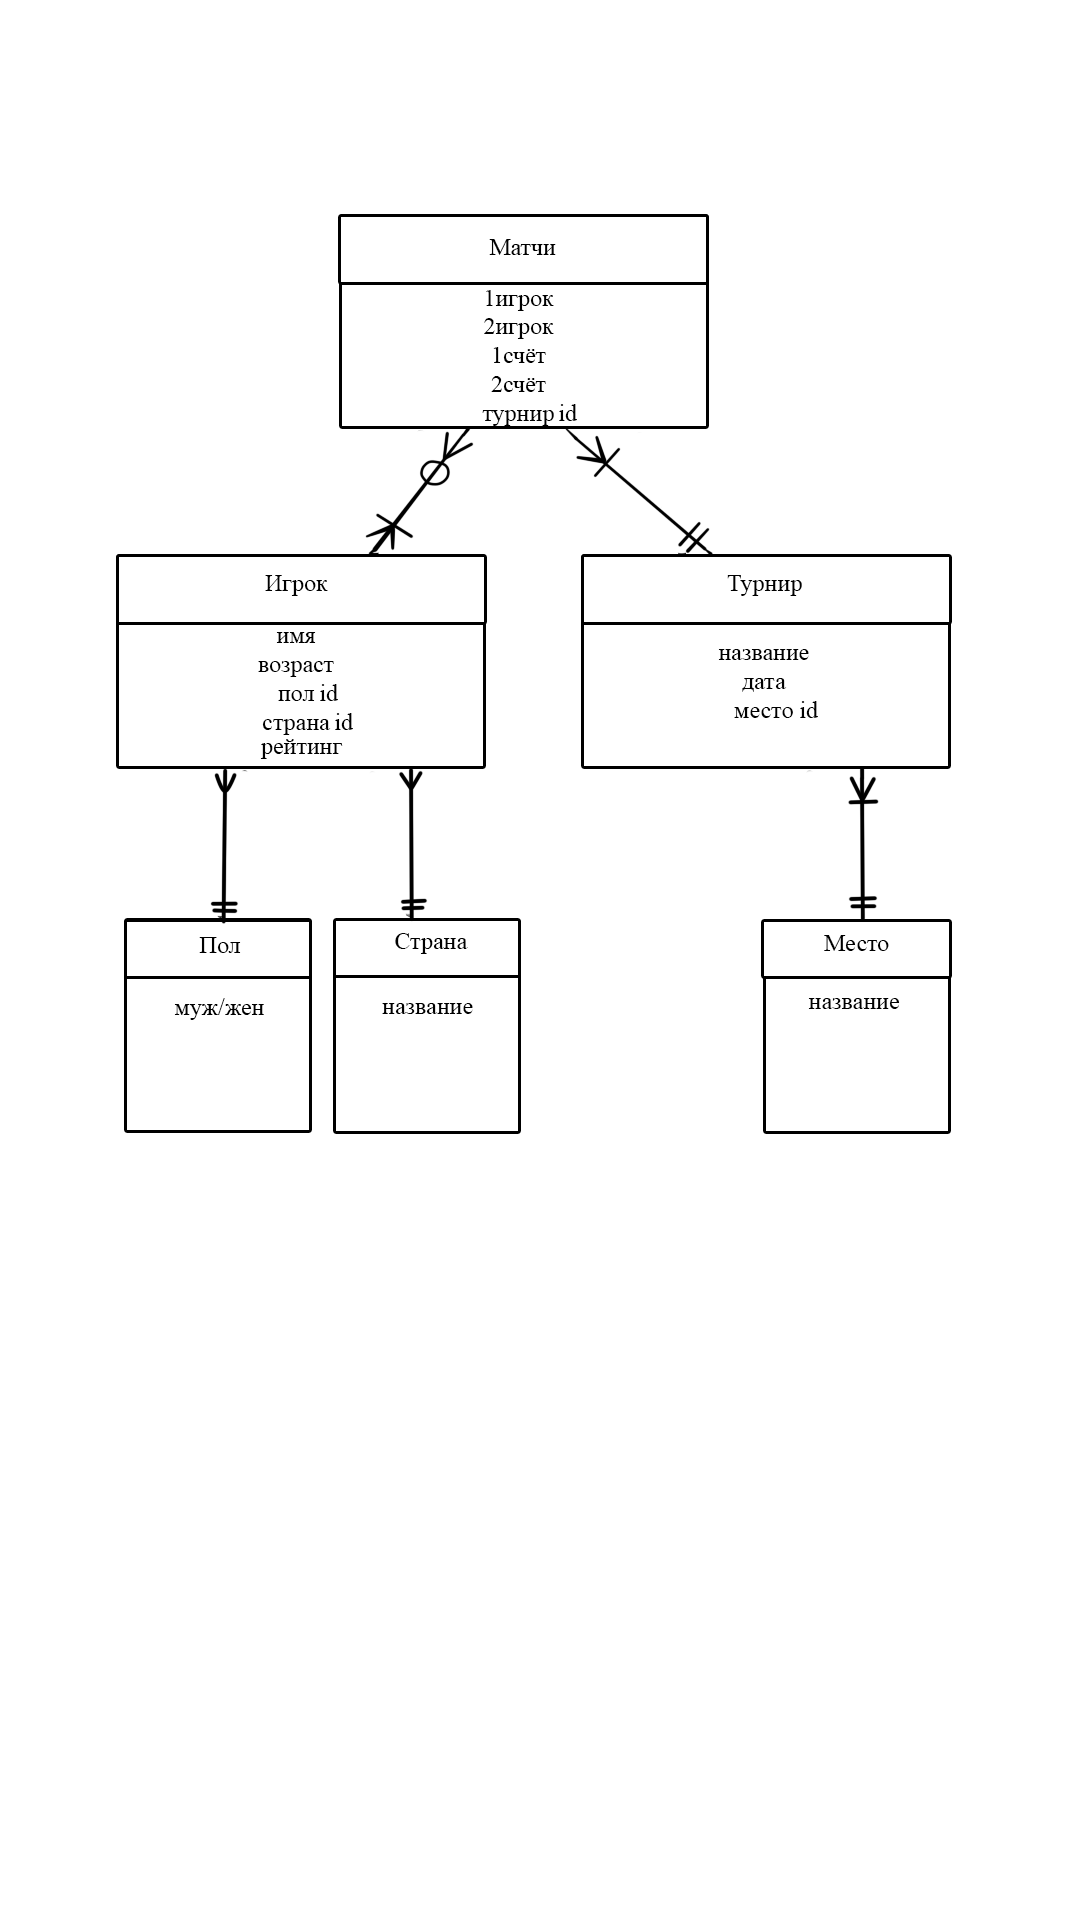 Матчи
1игрок
2игрок
1счёт
2счёт
турнир id
Игрок
имя
возраст
пол id
страна id
рейтинг
Турнир
название
дата
место id
Пол
муж/жен
Страна
название
Место
название